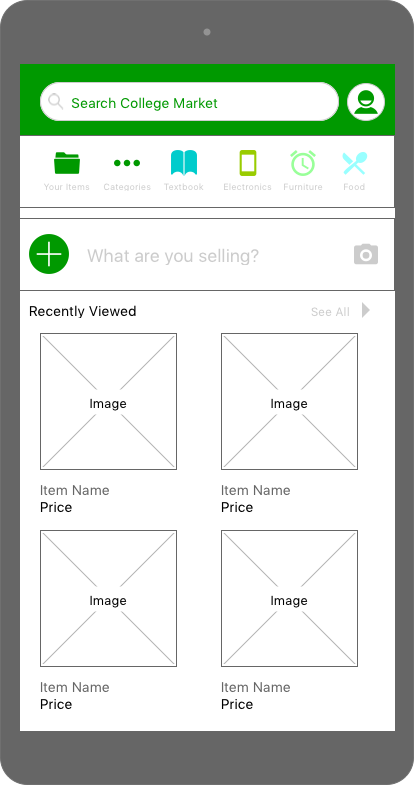 Search College Market
Your Items Categories Textbook Electronics Furniture Food
What are you selling?
Recently Viewed See All
Image Image
Item Name Item Name
Price Price
Image Image
Item Name Item Name
Price Price